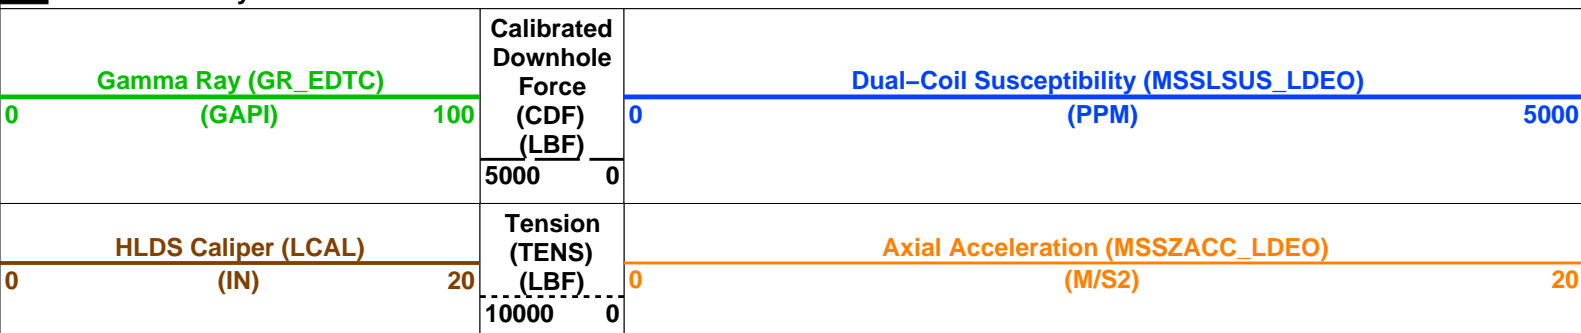 Calibrated
Downhole
Force
(CDF)
(LBF)
5000 0
Gamma Ray (GR_EDTC)
0 (GAPI) 100
Dual−Coil Susceptibility (MSSLSUS_LDEO)
0 (PPM) 5000
HLDS Caliper (LCAL)
0 (IN) 20
Tension
(TENS)
(LBF)
10000 0
Axial Acceleration (MSSZACC_LDEO)
0 (M/S2) 20